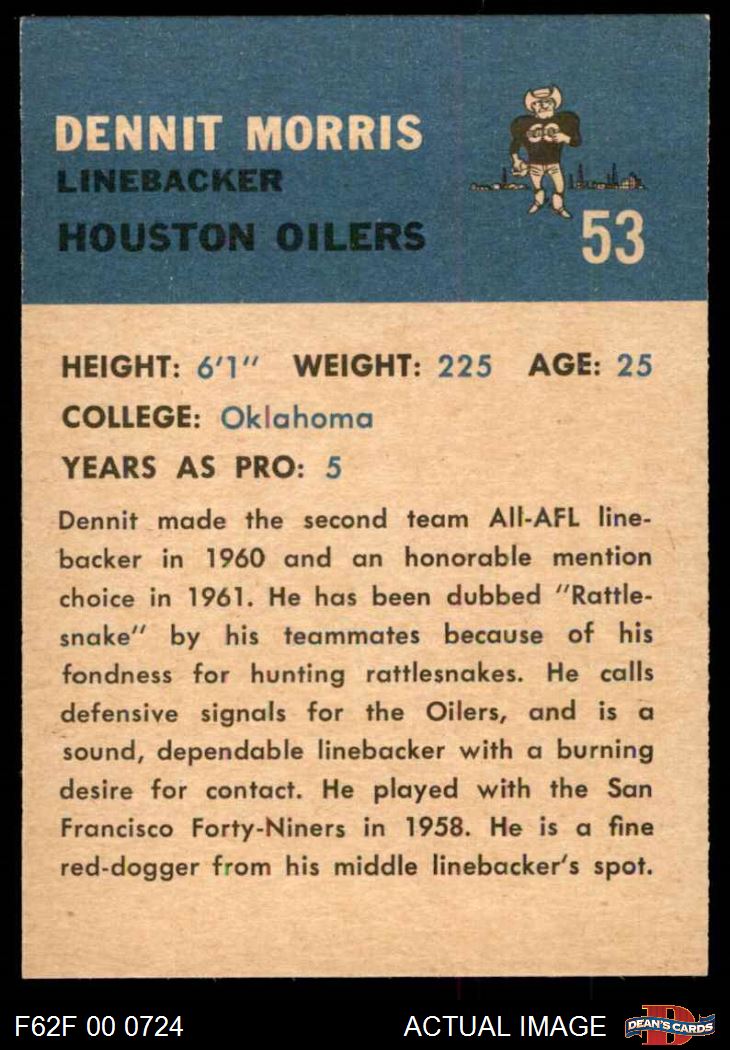 DENNIT MORRIS
LINEBACKER
HOUSTON OILERS
53
HEIGHT: 6'1" WEIGHT: 225 AGE: 25
COLLEGE: Oklahoma
YEARS AS PRO: 5
Dennit made the second team All-AFL line-
backer in 1960 and an honorable mention
choice in 1961. He has been dubbed "Rattle-
snake" by his teammates because of his
fondness for hunting rattlesnakes. He calls
defensive signals for the Oilers, and is a
sound, dependable linebacker with a burning
desire for contact. He played with the San
Francisco Forty-Niners in 1958. He is a fine
red-dogger from his middle linebacker's spot.
F62F 00 0724
ACTUAL IMAGE
D
DEAN'S CARDS